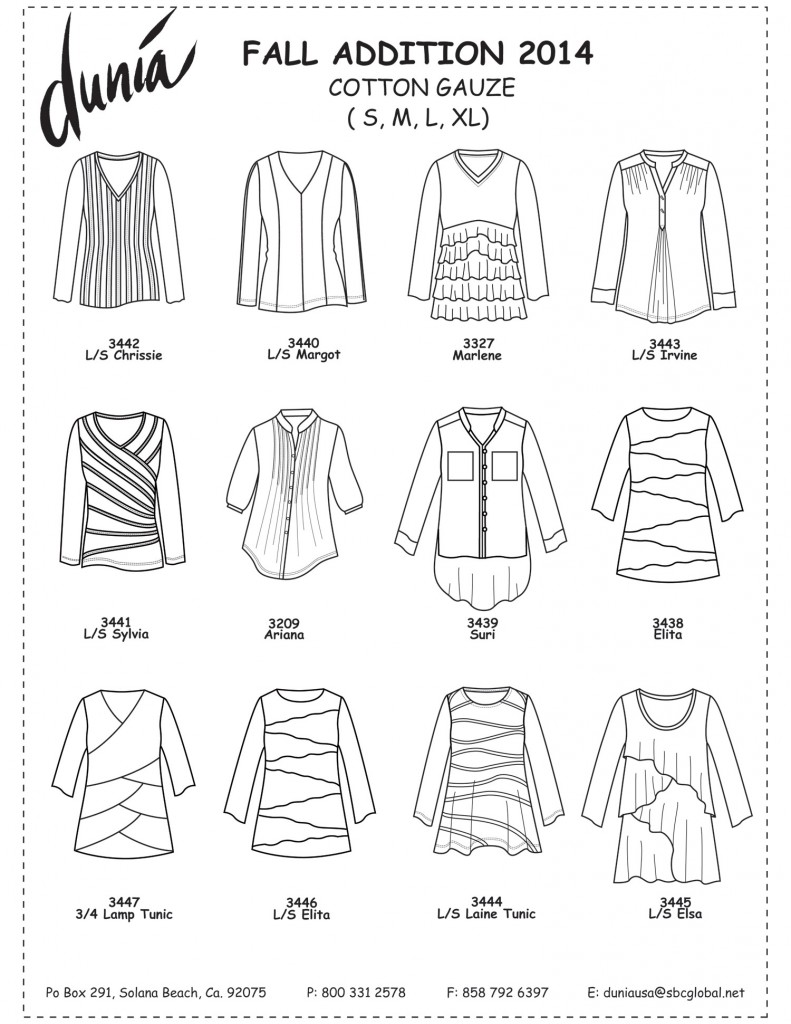 dunia
FALL ADDITION 2014
COTTON GAUZE
( S, M, L, XL)
3442
L/S Chrissie
3440
L/S Margot
3327
Marlene
3443
L/S Irvine
3441
L/S Sylvia
3209
Ariana
3439
Suri
3438
Elita
3447
3/4 Lamp Tunic
3446
L/S Elita
3444
L/S Laine Tunic
3445
L/S Elsa
Po Box 291, Solana Beach, Ca. 92075 P: 800 331 2578 F: 858 792 6397 E: duniausa@sbcglobal.net